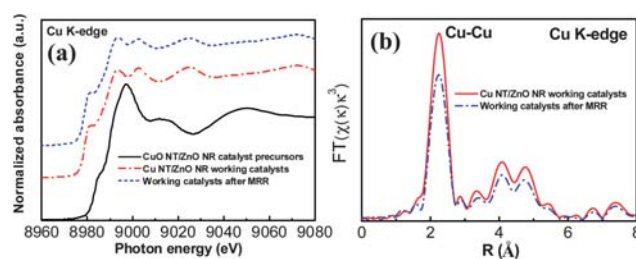 Normalized absorbance (a.u.)
Cu K-edge
(a)
CuO NT/ZnO NR catalyst precursors
Cu NT/ZnO NR working catalysts
Working catalysts after MRR
8960 8980 9000 9020 9040 9060 9080
Photon energy (eV)
FT(χ(κ)κ³)
(b)
Cu-Cu
Cu K-edge
Cu NT/ZnO NR working catalysts
Working catalysts after MRR
0 2 4 6 8
R (Å)